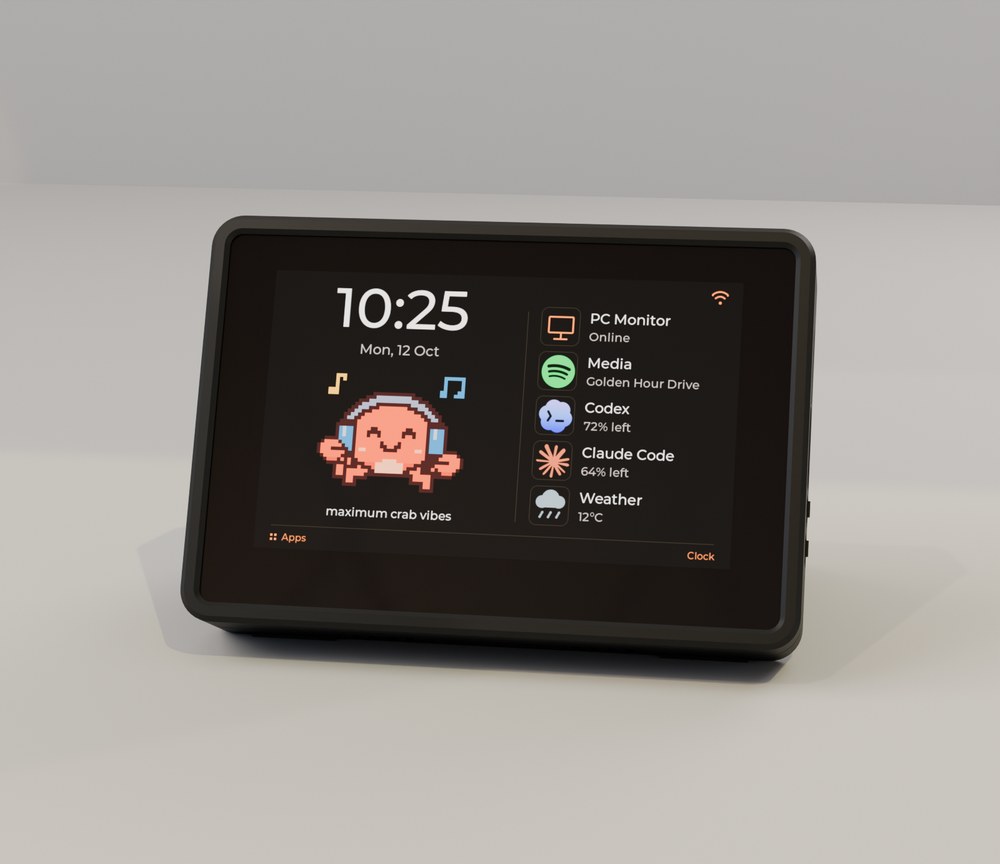 10:25
Mon, 12 Oct
maximum crab vibes
PC Monitor
Online
Media
Golden Hour Drive
Codex
72% left
Claude Code
64% left
Weather
12°C
Apps
Clock